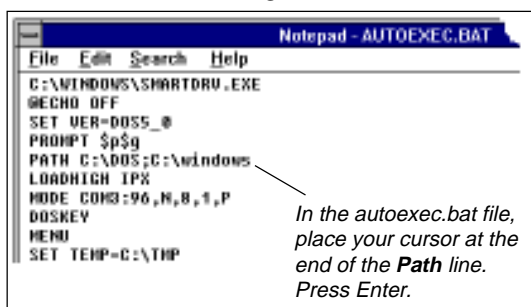 Notepad - AUTOEXEC.BAT
File Edit Search Help
C:\WINDOWS\SMARTDRV.EXE
@ECHO OFF
SET VER=DOS5_0
PROMPT $p$g
PATH C:\DOS;C:\windows
LOADHIGH IPX
MODE COM3:96,N,8,1,P
DOSKEY
MENU
SET TEMP=C:\TMP
In the autoexec.bat file,
place your cursor at the
end of the Path line.
Press Enter.